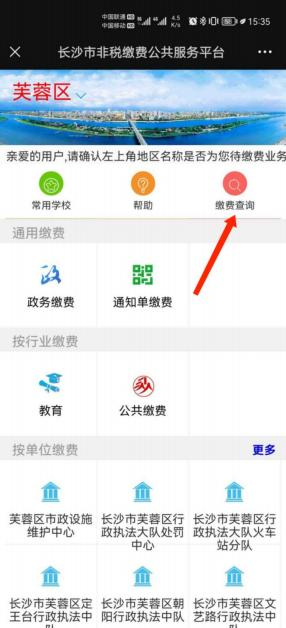 中国联通 4.5 15:35
中国移动 K/s
长沙市非税缴费公共服务平台
芙蓉区
亲爱的用户,请确认左上角地区名称是否为您待缴费业务
常用学校 帮助 缴费查询
通用缴费
政
政务缴费 通知单缴费
按行业缴费
教育 公共缴费
按单位缴费 更多
芙蓉区市政设施 长沙市芙蓉区行 长沙市芙蓉区行
维护中心 政执法大队处罚 政执法大队火车
中心 站分队
长沙市芙蓉区定 长沙市芙蓉区朝 长沙市芙蓉区文
王台行政执法中 阳行政执法中队 艺路行政执法中
队 队